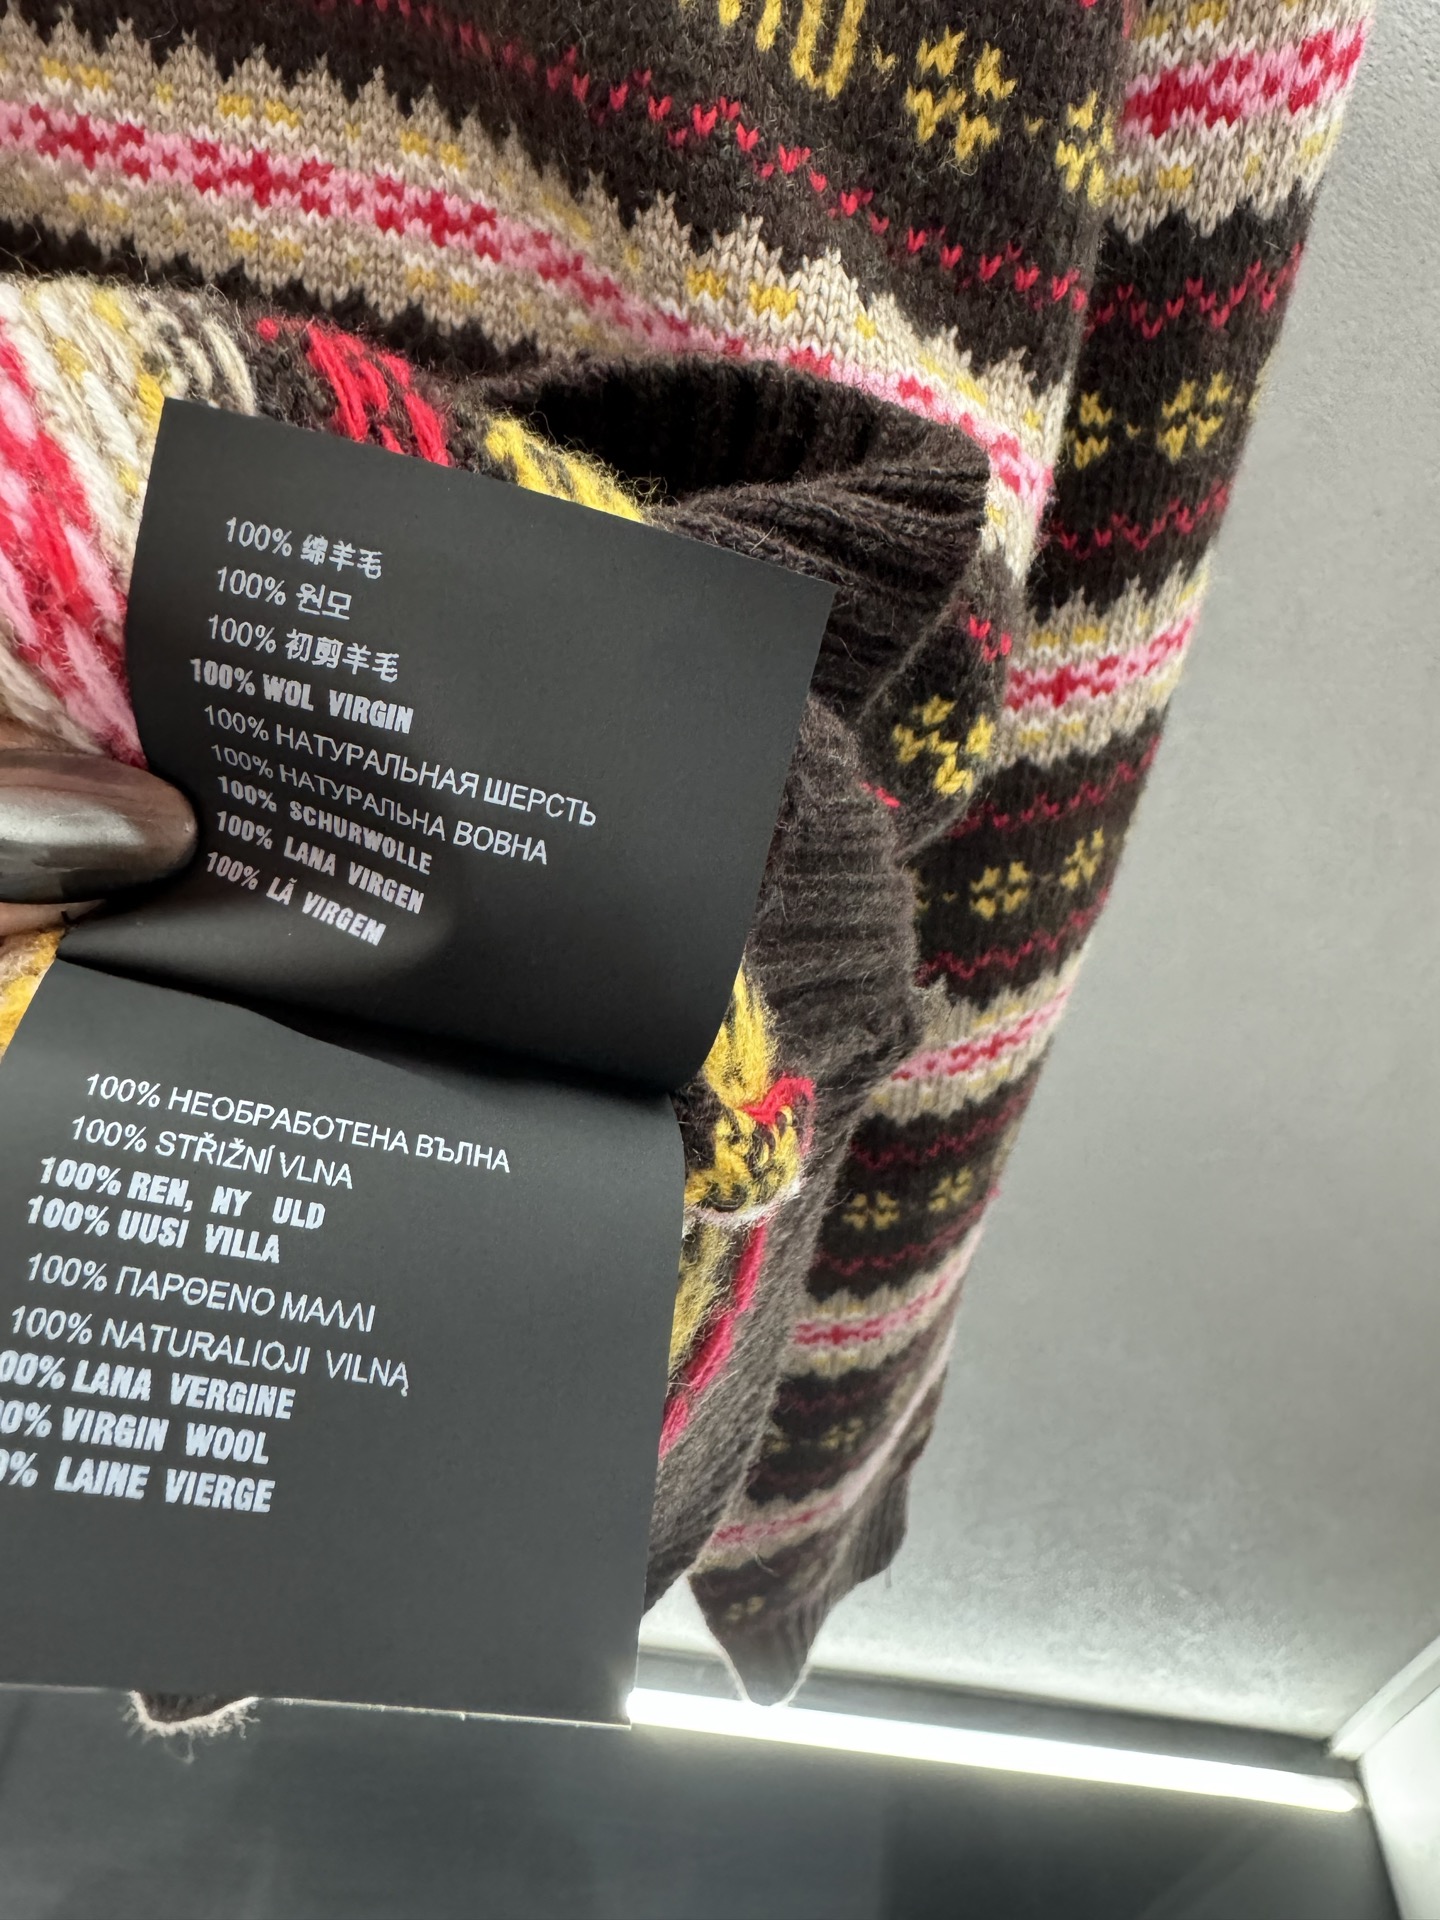 100% 绵羊毛
100% 원모
100% 初剪羊毛
100% WOL VIRGIN
100% НАТУРАЛЬНАЯ ШЕРСТЬ
100% НАТУРАЛЬНА ВОВНА
100% SCHURWOLLE
100% LANA VIRGEN
100% LÃ VIRGEM
100% НЕОБРАБОТЕНА ВЪЛНА
100% STŘIŽNÍ VLNA
100% REN, NY ULD
100% UUSI VILLA
100% ΠΑΡΘΕΝΟ ΜΑΛΛΙ
100% NATURALIOJI VILNĄ
00% LANA VERGINE
0% VIRGIN WOOL
% LAINE VIERGE